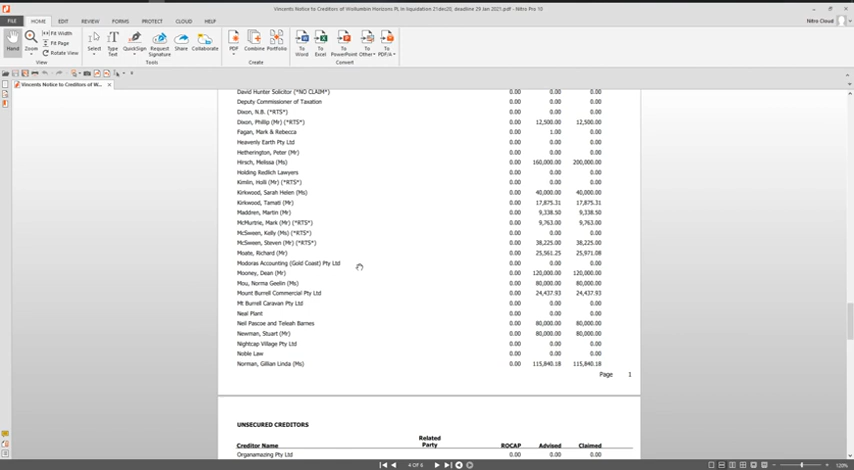 Vincents Notice to Creditors of Wollumbin Horizons PL in liquidation 21dec20, deadline 29 Jan 2021.pdf - Nitro Pro 10
FILE HOME EDIT REVIEW FORMS PROTECT CLOUD HELP
Nitro Cloud
Hand
Zoom
Fit Width
Fit Page
Rotate View
Select
Type Text
QuickSign
Request Signature
Share
Collaborate
PDF
Combine
Portfolio
To Word
To Excel
To PowerPoint
To Other
To PDF/A
View Tools Create Convert
Vincents Notice to Creditors of W...
David Hunter Solicitor (*NO CLAIM*) 0.00 0.00 0.00
Deputy Commissioner of Taxation 0.00 0.00 0.00
Dixon, N.B. (*RTS*) 0.00 0.00 0.00
Dixon, Phillip (Mr) (*RTS*) 0.00 12,500.00 12,500.00
Fagan, Mark & Rebecca 0.00 1.00 0.00
Heavenly Earth Pty Ltd 0.00 0.00 0.00
Hetherington, Peter (Mr) 0.00 0.00 0.00
Hirsch, Melissa (Ms) 0.00 160,000.00 200,000.00
Holding Redlich Lawyers 0.00 0.00 0.00
Kimlin, Holli (Mr) (*RTS*) 0.00 0.00 0.00
Kirkwood, Sarah Helen (Ms) 0.00 40,000.00 40,000.00
Kirkwood, Tamati (Mr) 0.00 17,875.31 17,875.31
Maddren, Martin (Mr) 0.00 9,338.50 9,338.50
McMurtrie, Mark (Mr) (*RTS*) 0.00 9,763.00 9,763.00
McSween, Kelly (Ms) (*RTS*) 0.00 0.00 0.00
McSween, Steven (Mr) (*RTS*) 0.00 38,225.00 38,225.00
Moate, Richard (Mr) 0.00 25,561.25 25,971.08
Modoras Accounting (Gold Coast) Pty Ltd 0.00 0.00 0.00
Mooney, Dean (Mr) 0.00 120,000.00 120,000.00
Mou, Norma Geelin (Ms) 0.00 80,000.00 80,000.00
Mount Burrell Commercial Pty Ltd 0.00 24,437.93 24,437.93
Mt Burrell Caravan Pty Ltd 0.00 0.00 0.00
Neal Plant 0.00 0.00 0.00
Neil Pascoe and Teleah Barnes 0.00 80,000.00 80,000.00
Newman, Stuart (Mr) 0.00 80,000.00 80,000.00
Nightcap Village Pty Ltd 0.00 0.00 0.00
Noble Law 0.00 0.00 0.00
Norman, Gillian Linda (Ms) 0.00 115,840.18 115,840.18
Page 1
UNSECURED CREDITORS
Creditor Name Related Party ROCAP Advised Claimed
Organamazing Pty Ltd 0.00 0.00 0.00
4 OF 6
120%